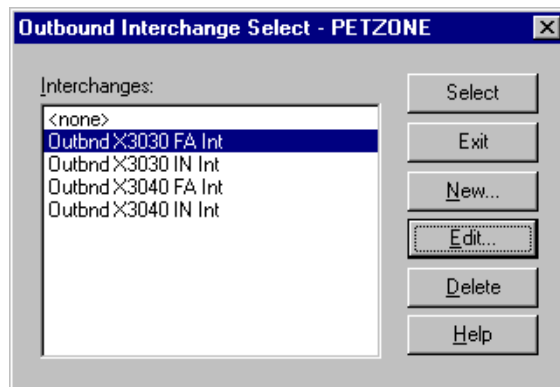 Outbound Interchange Select - PETZONE
Interchanges:
<none>
Outbnd X3030 FA Int
Outbnd X3030 IN Int
Outbnd X3040 FA Int
Outbnd X3040 IN Int
Select
Exit
New...
Edit...
Delete
Help